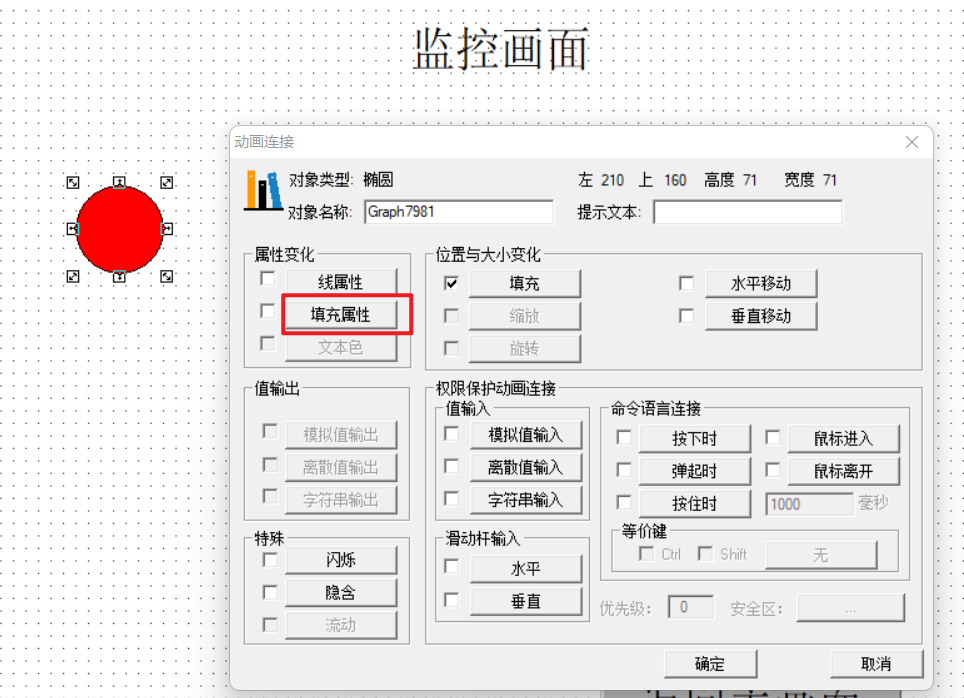 监控画面
动画连接
对象类型: 椭圆 左 210 上 160 高度 71 宽度 71
对象名称: Graph7981 提示文本:
属性变化
线属性
填充属性
文本色
位置与大小变化
填充
水平移动
缩放
垂直移动
旋转
值输出
模拟值输出
离散值输出
字符串输出
权限保护动画连接
值输入
模拟值输入
离散值输入
字符串输入
命令语言连接
按下时
鼠标进入
弹起时
鼠标离开
按住时
1000 毫秒
等价键
Ctrl Shift 无
特殊
闪烁
隐含
流动
滑动杆输入
水平
垂直
优先级: 0 安全区: ...
确定 取消